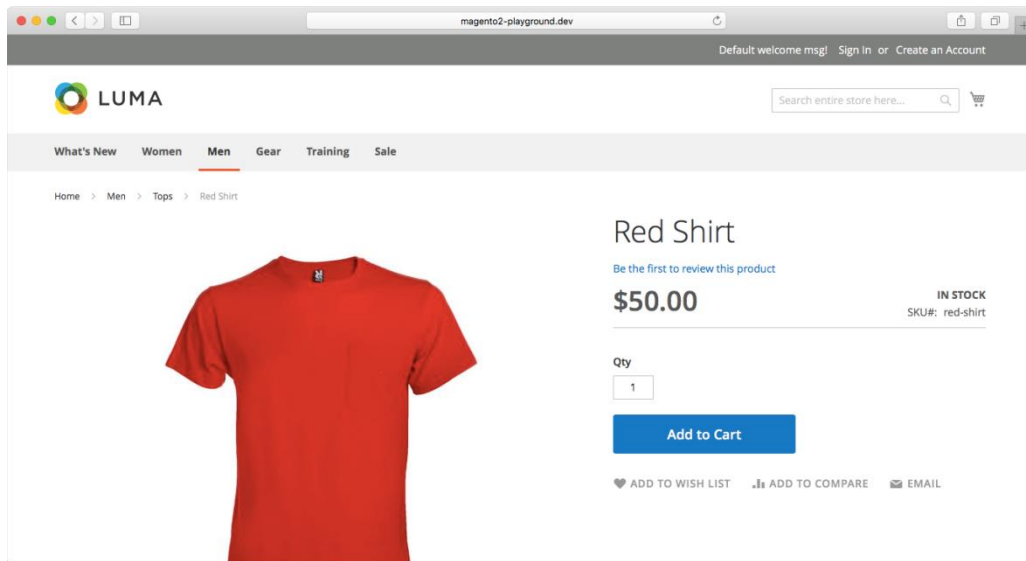 magento2-playground.dev
Default welcome msg! Sign In or Create an Account
LUMA
Search entire store here...
What's New Women Men Gear Training Sale
Home > Men > Tops > Red Shirt
Red Shirt
Be the first to review this product
$50.00
IN STOCK
SKU#: red-shirt
Qty
1
Add to Cart
ADD TO WISH LIST ADD TO COMPARE EMAIL